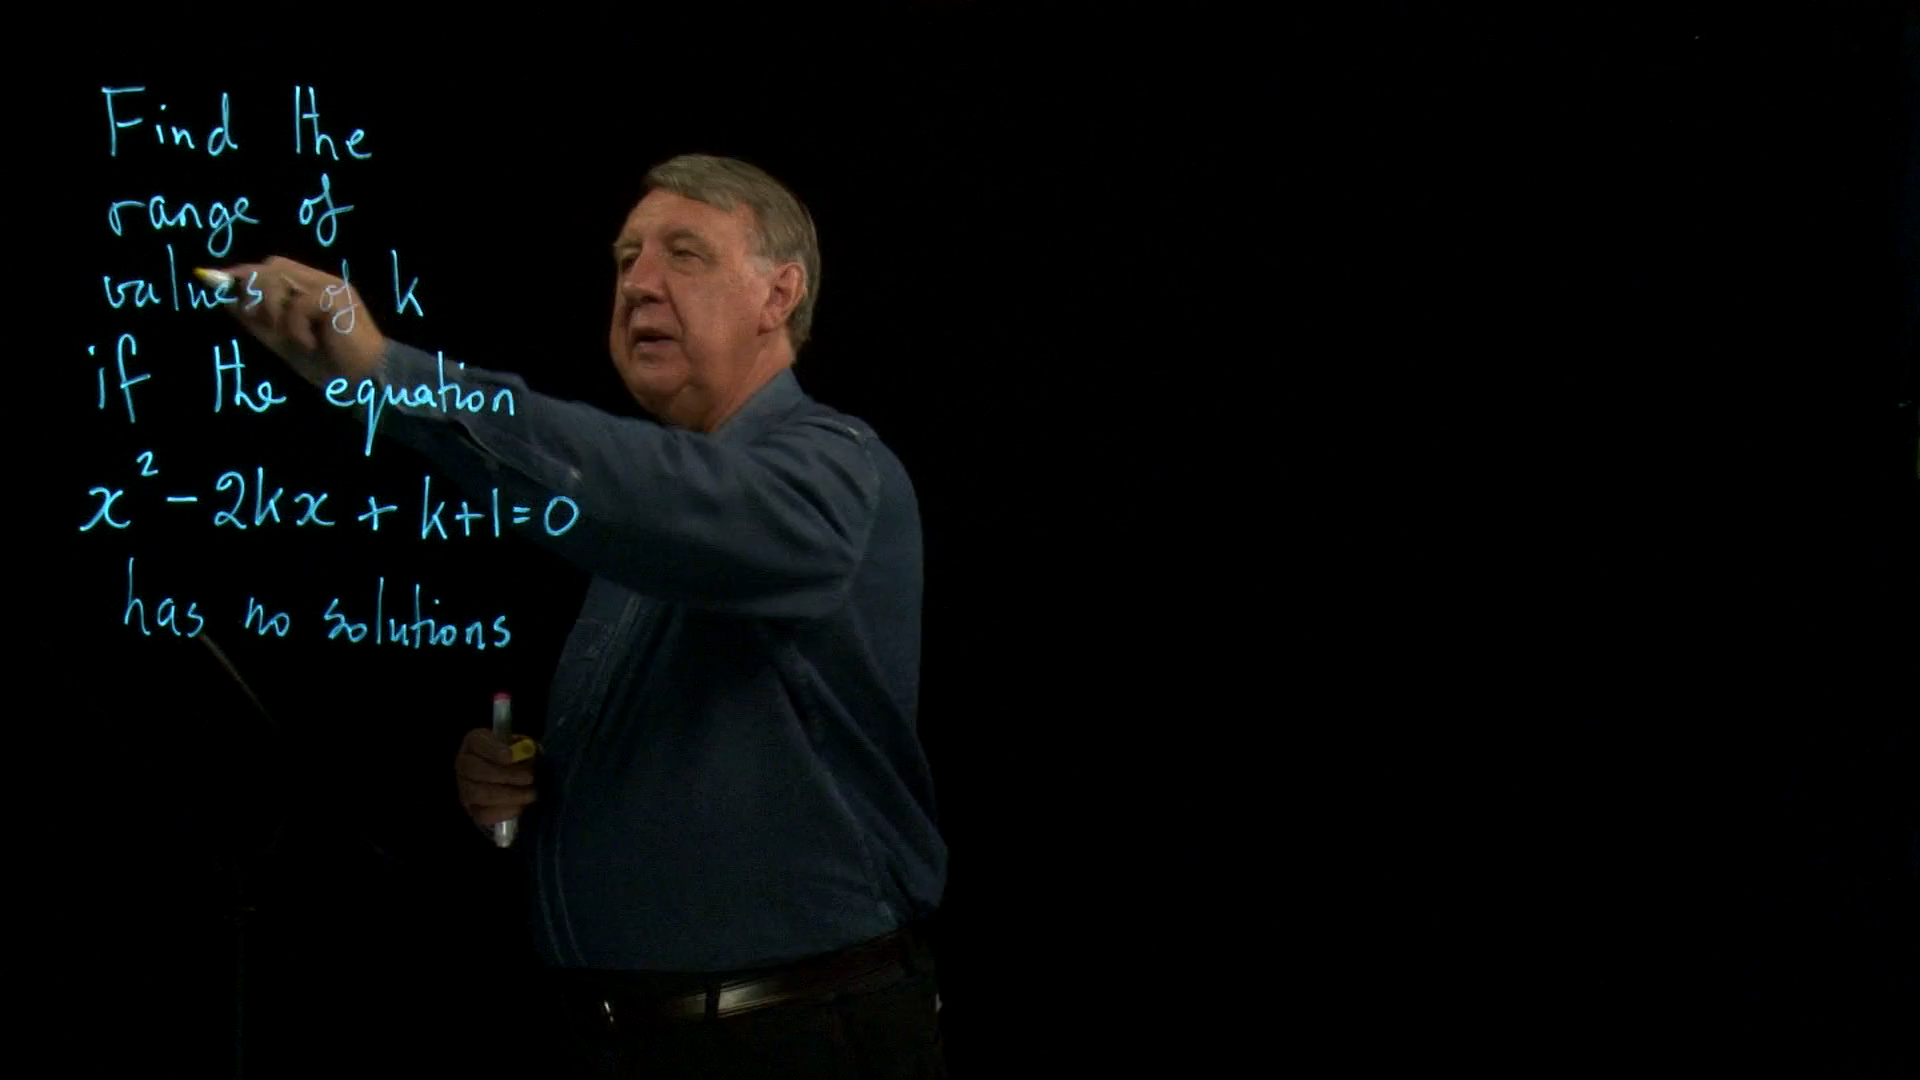 Find the
range of
values of k
if the equation
x² - 2kx + k+1=0
has no solutions